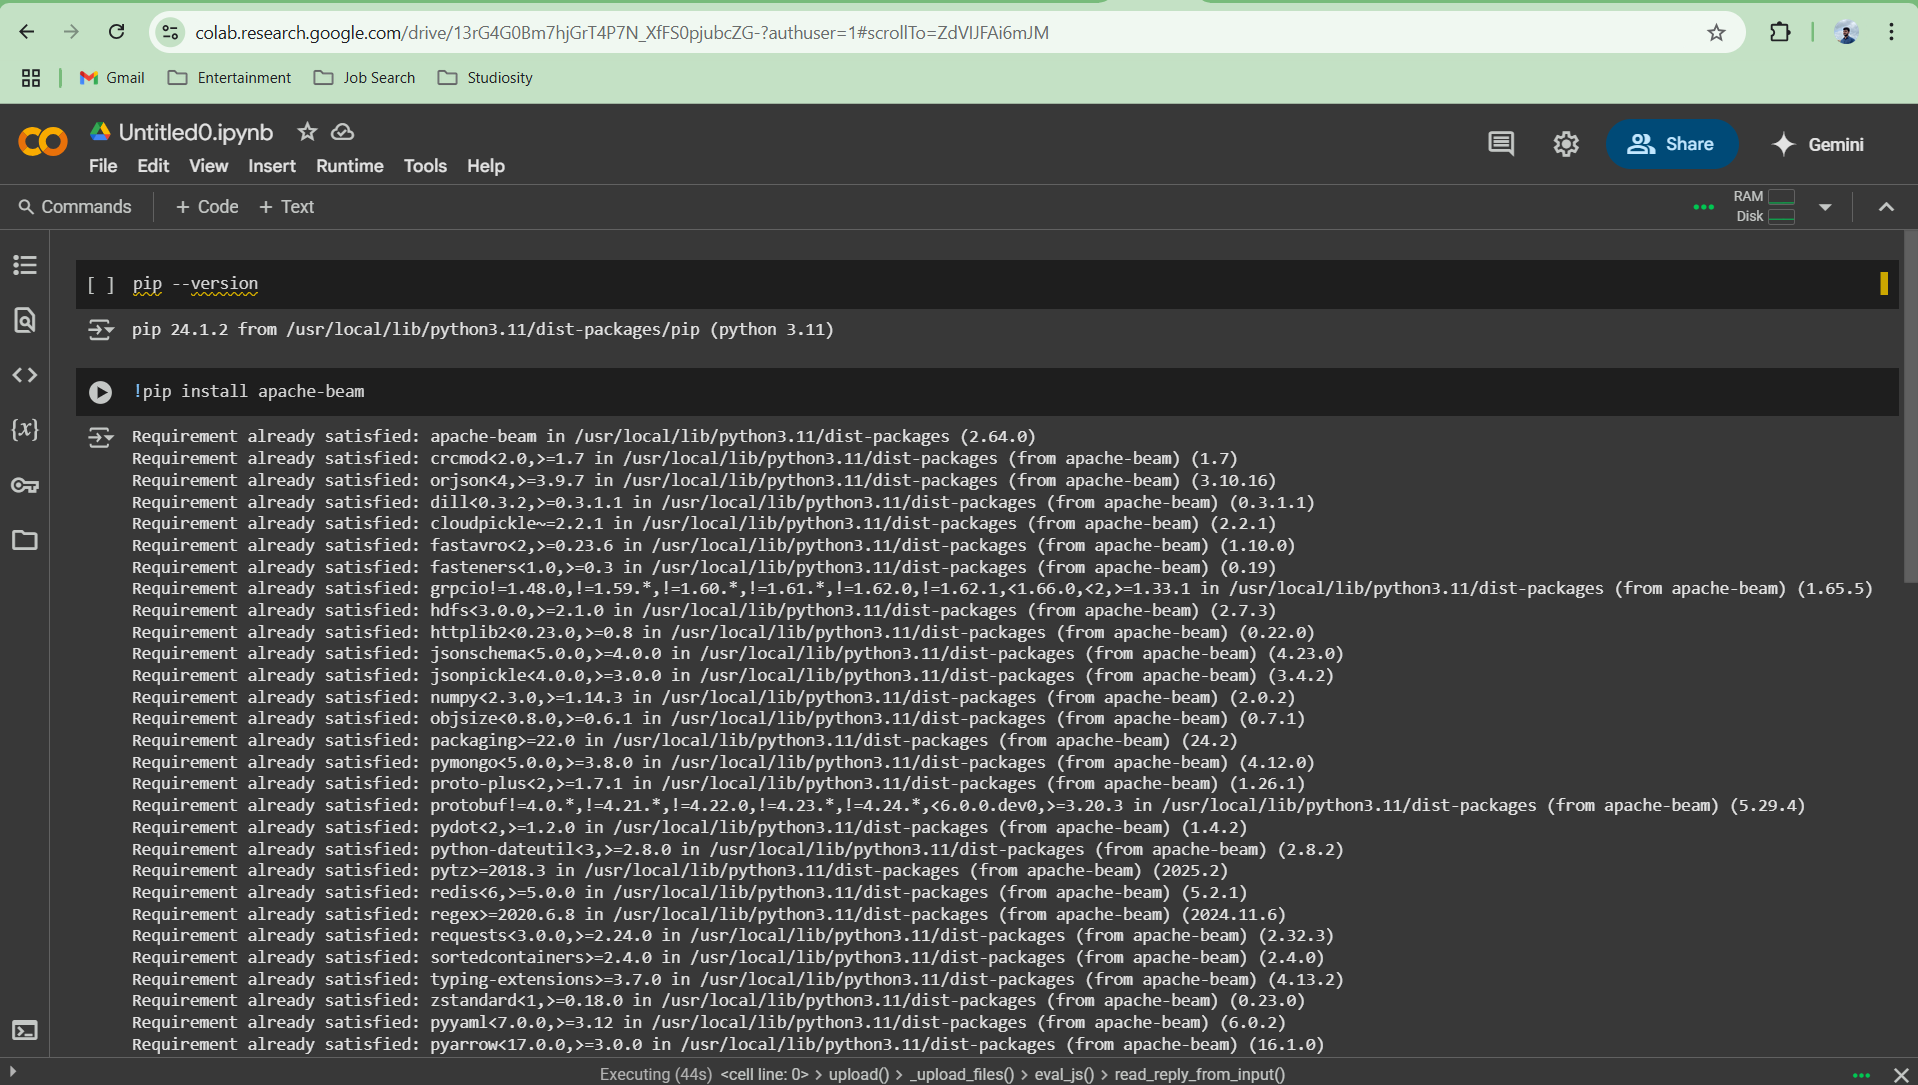 colab.research.google.com/drive/13rG4G0Bm7hjGrT4P7N_XfFS0pjubcZG-?authuser=1#scrollTo=ZdVIJFAi6mJM
Gmail Entertainment Job Search Studiosity
Untitled0.ipynb
File Edit View Insert Runtime Tools Help
Share Gemini
Commands + Code + Text
RAM
Disk
[ ] pip --version
pip 24.1.2 from /usr/local/lib/python3.11/dist-packages/pip (python 3.11)
!pip install apache-beam
Requirement already satisfied: apache-beam in /usr/local/lib/python3.11/dist-packages (2.64.0)
Requirement already satisfied: crcmod<2.0,>=1.7 in /usr/local/lib/python3.11/dist-packages (from apache-beam) (1.7)
Requirement already satisfied: orjson<4,>=3.9.7 in /usr/local/lib/python3.11/dist-packages (from apache-beam) (3.10.16)
Requirement already satisfied: dill<0.3.2,>=0.3.1.1 in /usr/local/lib/python3.11/dist-packages (from apache-beam) (0.3.1.1)
Requirement already satisfied: cloudpickle~=2.2.1 in /usr/local/lib/python3.11/dist-packages (from apache-beam) (2.2.1)
Requirement already satisfied: fastavro<2,>=0.23.6 in /usr/local/lib/python3.11/dist-packages (from apache-beam) (1.10.0)
Requirement already satisfied: fasteners<1.0,>=0.3 in /usr/local/lib/python3.11/dist-packages (from apache-beam) (0.19)
Requirement already satisfied: grpcio!=1.48.0,!=1.59.*,!=1.60.*,!=1.61.*,!=1.62.0,!=1.62.1,<1.66.0,<2,>=1.33.1 in /usr/local/lib/python3.11/dist-packages (from apache-beam) (1.65.5)
Requirement already satisfied: hdfs<3.0.0,>=2.1.0 in /usr/local/lib/python3.11/dist-packages (from apache-beam) (2.7.3)
Requirement already satisfied: httplib2<0.23.0,>=0.8 in /usr/local/lib/python3.11/dist-packages (from apache-beam) (0.22.0)
Requirement already satisfied: jsonschema<5.0.0,>=4.0.0 in /usr/local/lib/python3.11/dist-packages (from apache-beam) (4.23.0)
Requirement already satisfied: jsonpickle<4.0.0,>=3.0.0 in /usr/local/lib/python3.11/dist-packages (from apache-beam) (3.4.2)
Requirement already satisfied: numpy<2.3.0,>=1.14.3 in /usr/local/lib/python3.11/dist-packages (from apache-beam) (2.0.2)
Requirement already satisfied: objsize<0.8.0,>=0.6.1 in /usr/local/lib/python3.11/dist-packages (from apache-beam) (0.7.1)
Requirement already satisfied: packaging>=22.0 in /usr/local/lib/python3.11/dist-packages (from apache-beam) (24.2)
Requirement already satisfied: pymongo<5.0.0,>=3.8.0 in /usr/local/lib/python3.11/dist-packages (from apache-beam) (4.12.0)
Requirement already satisfied: proto-plus<2,>=1.7.1 in /usr/local/lib/python3.11/dist-packages (from apache-beam) (1.26.1)
Requirement already satisfied: protobuf!=4.0.*,!=4.21.*,!=4.22.0,!=4.23.*,!=4.24.*,<6.0.0.dev0,>=3.20.3 in /usr/local/lib/python3.11/dist-packages (from apache-beam) (5.29.4)
Requirement already satisfied: pydot<2,>=1.2.0 in /usr/local/lib/python3.11/dist-packages (from apache-beam) (1.4.2)
Requirement already satisfied: python-dateutil<3,>=2.8.0 in /usr/local/lib/python3.11/dist-packages (from apache-beam) (2.8.2)
Requirement already satisfied: pytz>=2018.3 in /usr/local/lib/python3.11/dist-packages (from apache-beam) (2025.2)
Requirement already satisfied: redis<6,>=5.0.0 in /usr/local/lib/python3.11/dist-packages (from apache-beam) (5.2.1)
Requirement already satisfied: regex>=2020.6.8 in /usr/local/lib/python3.11/dist-packages (from apache-beam) (2024.11.6)
Requirement already satisfied: requests<3.0.0,>=2.24.0 in /usr/local/lib/python3.11/dist-packages (from apache-beam) (2.32.3)
Requirement already satisfied: sortedcontainers>=2.4.0 in /usr/local/lib/python3.11/dist-packages (from apache-beam) (2.4.0)
Requirement already satisfied: typing-extensions>=3.7.0 in /usr/local/lib/python3.11/dist-packages (from apache-beam) (4.13.2)
Requirement already satisfied: zstandard<1,>=0.18.0 in /usr/local/lib/python3.11/dist-packages (from apache-beam) (0.23.0)
Requirement already satisfied: pyyaml<7.0.0,>=3.12 in /usr/local/lib/python3.11/dist-packages (from apache-beam) (6.0.2)
Requirement already satisfied: pyarrow<17.0.0,>=3.0.0 in /usr/local/lib/python3.11/dist-packages (from apache-beam) (16.1.0)
Executing (44s) <cell line: 0> > upload() > _upload_files() > eval_js() > read_reply_from_input()